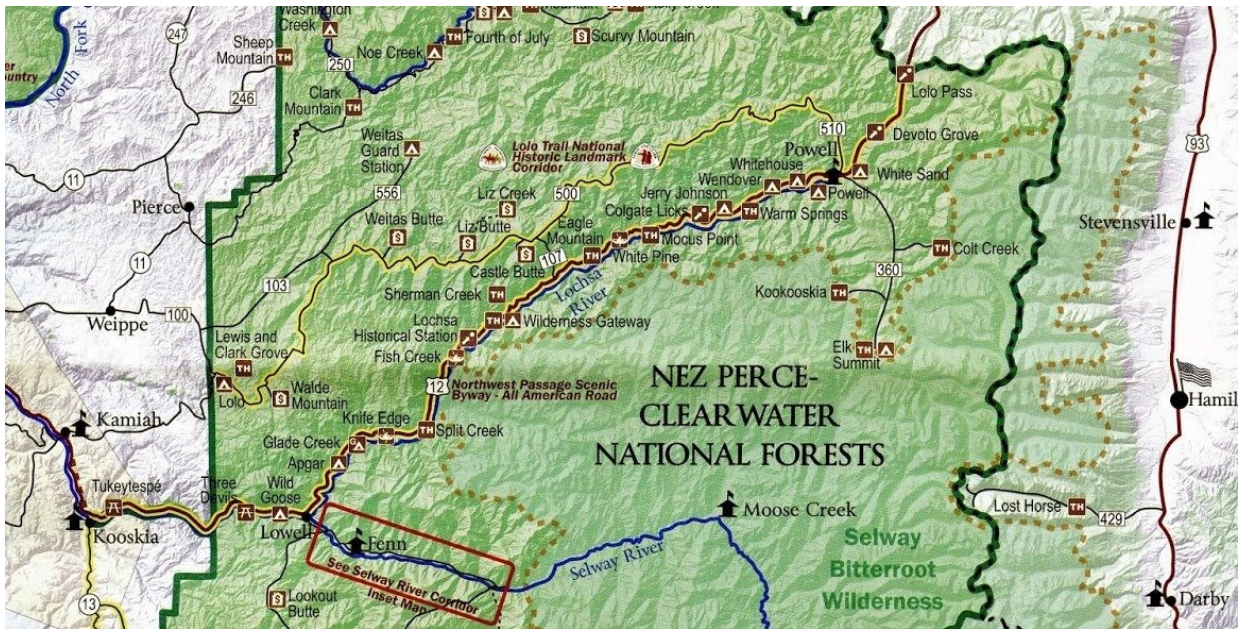 Washington
Creek
247
Fork
North
Country
Sheep
Mountain
250
246
Noe Creek
Fourth of July
Scurvy Mountain
Clark
Mountain
Lolo Pass
93
Weitas
Guard
Station
Lolo Trail National
Historic Landmark
Corridor
510
Devoto Grove
Powell
11
Pierce
556
500
Liz Creek
Whitehouse
Wendover
White Sand
Powell
Jerry Johnson
Colgate Licks
Warm Springs
Weitas Butte
Liz Butte
Eagle
Mountain
Mocus Point
White Pine
Castle Butte
107
Stevensville
Colt Creek
360
11
103
Sherman Creek
Lochsa
River
Kookooskia
Weippe
100
Lochsa
Historical Station
Wilderness Gateway
Fish Creek
Elk
Summit
Lewis and
Clark Grove
Lolo
Walde
Mountain
12
Northwest Passage Scenic
Byway - All American Road
NEZ PERCE-
CLEARWATER
NATIONAL FORESTS
Hamil
Kamiah
Knife Edge
Glade Creek
Split Creek
Apgar
Tukeytespé
Three
Devils
Wild
Goose
Kooskia
Lowell
Fenn
Moose Creek
Lost Horse
429
Selway River
Selway
Bitterroot
Wilderness
See Selway River Corridor
Inset Map
Lookout
Butte
13
Darby